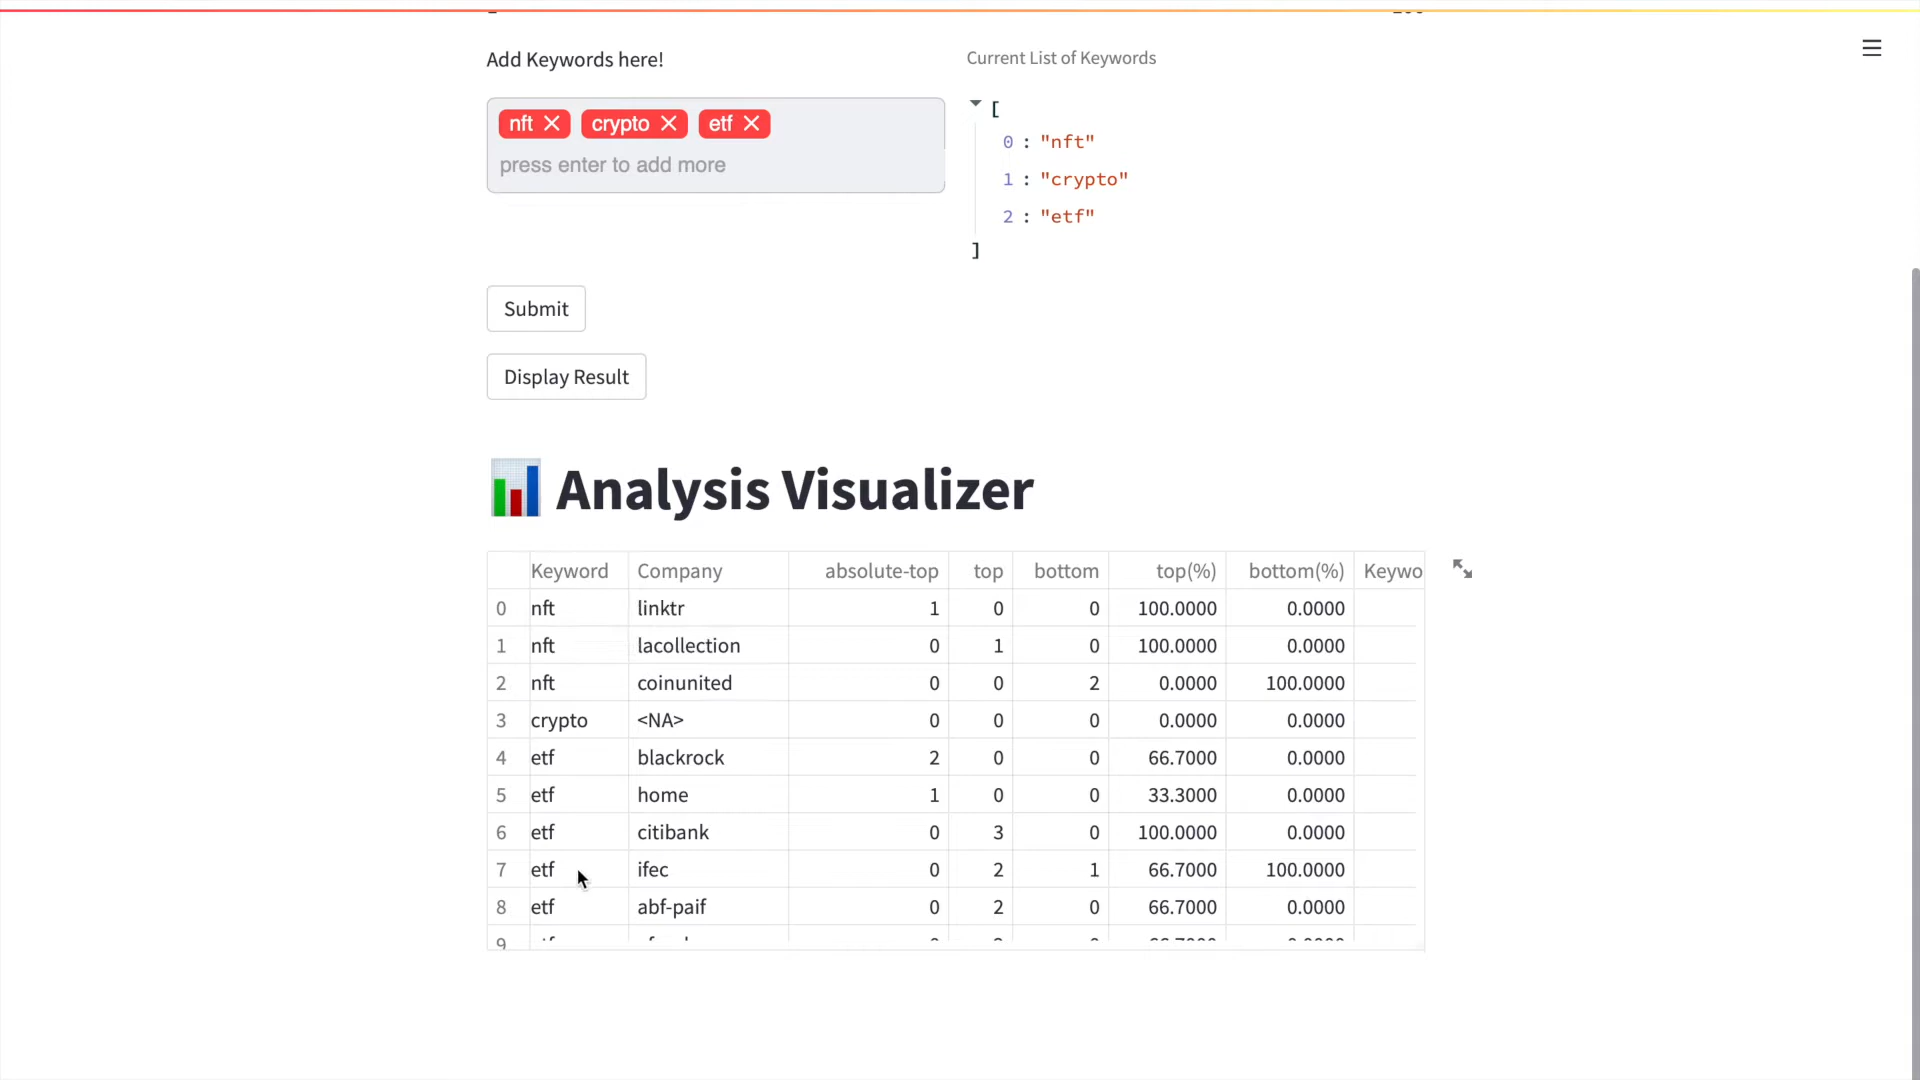 Add Keywords here!
Current List of Keywords
nft crypto etf
press enter to add more
[
0 : "nft"
1 : "crypto"
2 : "etf"
]
Submit
Display Result
Analysis Visualizer
Keyword Company absolute-top top bottom top(%) bottom(%) Keywo
0 nft linktr 1 0 0 100.0000 0.0000
1 nft lacollection 0 1 0 100.0000 0.0000
2 nft coinunited 0 0 2 0.0000 100.0000
3 crypto <NA> 0 0 0 0.0000 0.0000
4 etf blackrock 2 0 0 66.7000 0.0000
5 etf home 1 0 0 33.3000 0.0000
6 etf citibank 0 3 0 100.0000 0.0000
7 etf ifec 0 2 1 66.7000 100.0000
8 etf abf-paif 0 2 0 66.7000 0.0000
9